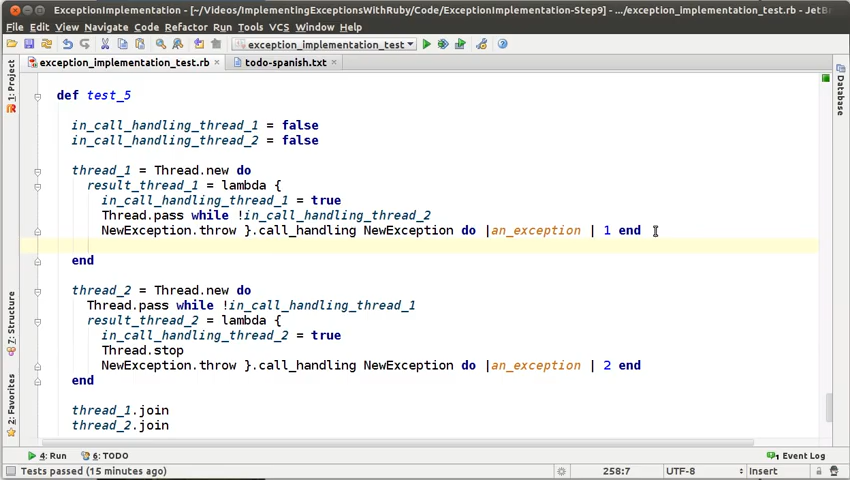 ExceptionImplementation - [~/Videos/ImplementingExceptionsWithRuby/Code/ExceptionImplementation-Step9] - .../exception_implementation_test.rb - JetBra
File Edit View Navigate Code Refactor Run Tools VCS Window Help
exception_implementation_test
exception_implementation_test.rb
todo-spanish.txt
1: Project
Database
def test_5
in_call_handling_thread_1 = false
in_call_handling_thread_2 = false
thread_1 = Thread.new do
result_thread_1 = lambda {
in_call_handling_thread_1 = true
Thread.pass while !in_call_handling_thread_2
NewException.throw }.call_handling NewException do |an_exception | 1 end
end
thread_2 = Thread.new do
Thread.pass while !in_call_handling_thread_1
result_thread_2 = lambda {
in_call_handling_thread_2 = true
Thread.stop
NewException.throw }.call_handling NewException do |an_exception | 2 end
end
thread_1.join
thread_2.join
7: Structure
2: Favorites
4: Run 6: TODO Event Log
Tests passed (15 minutes ago) 258:7 UTF-8 Insert